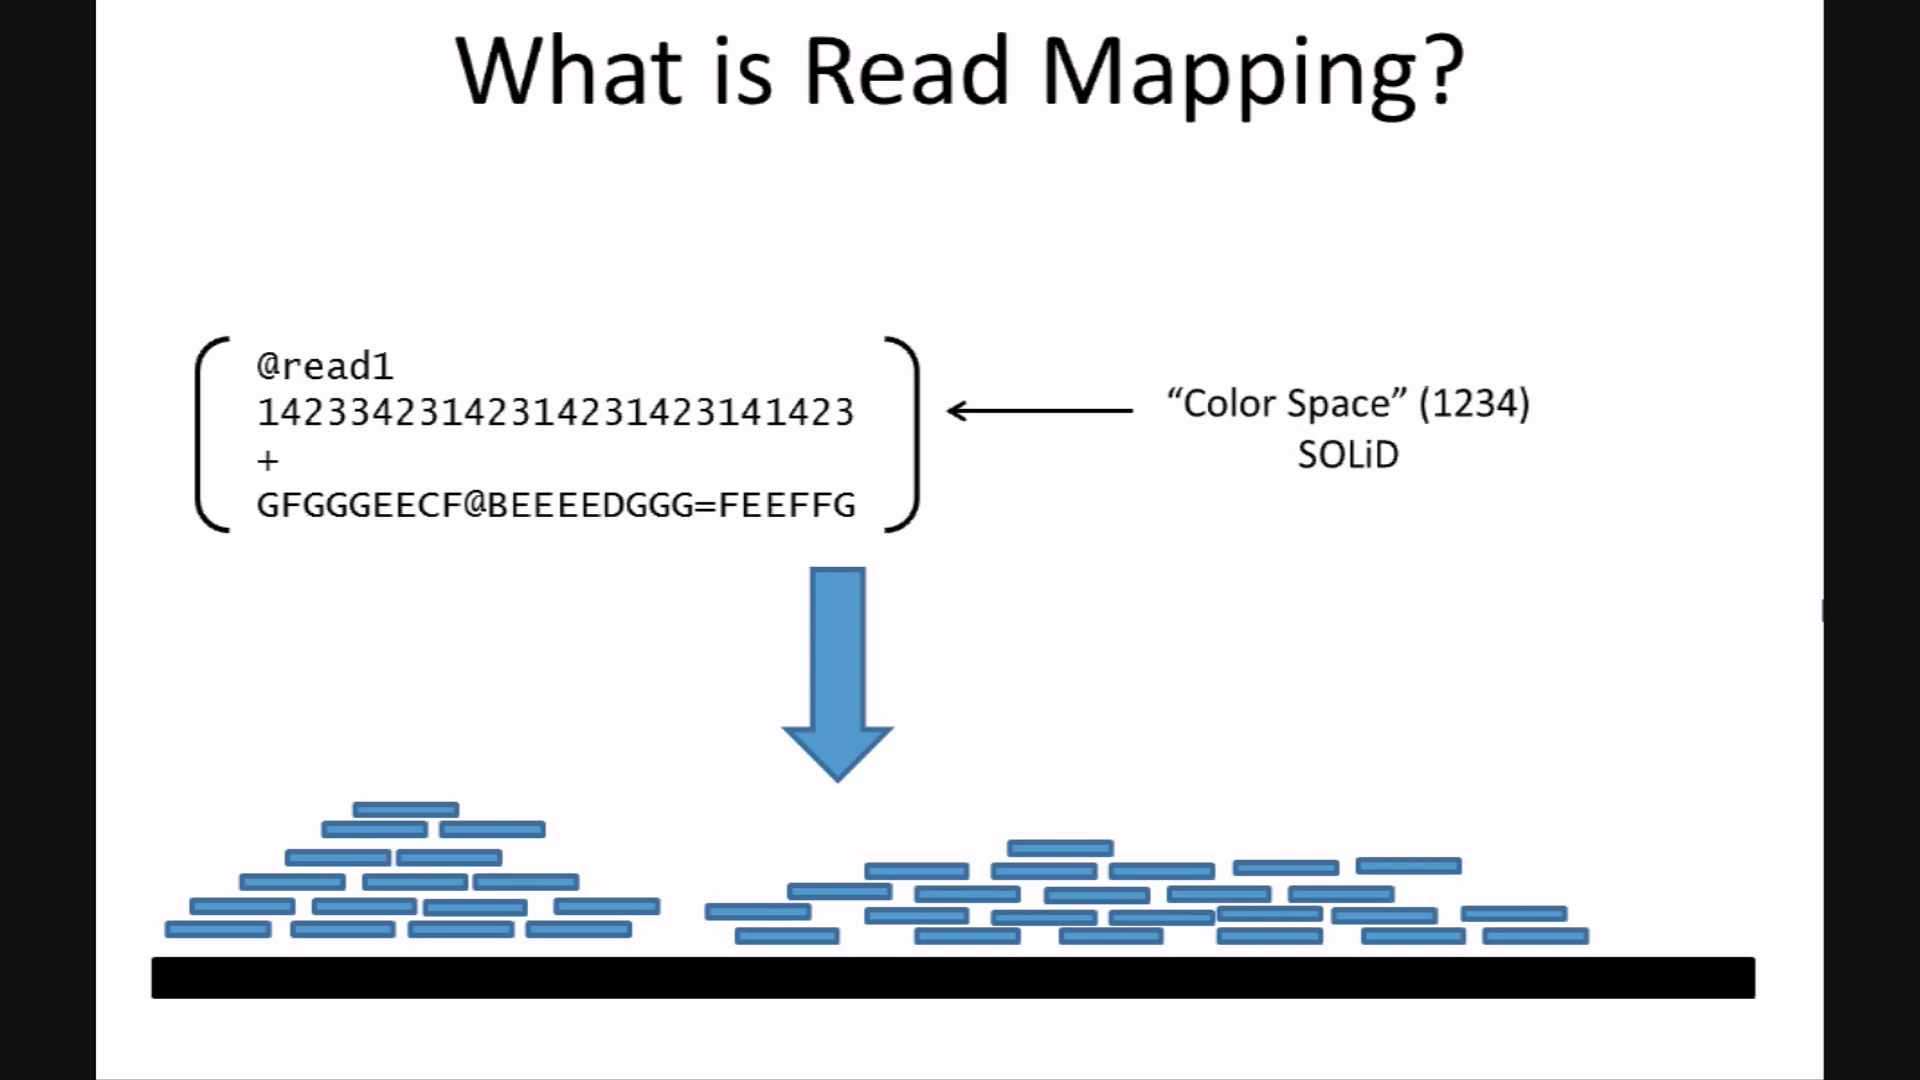 What is Read Mapping?
@read1
14233423142314231423141423
+
GFGGGEECF@BEEEEDGGG=FEEFFG
“Color Space” (1234)
SOLiD